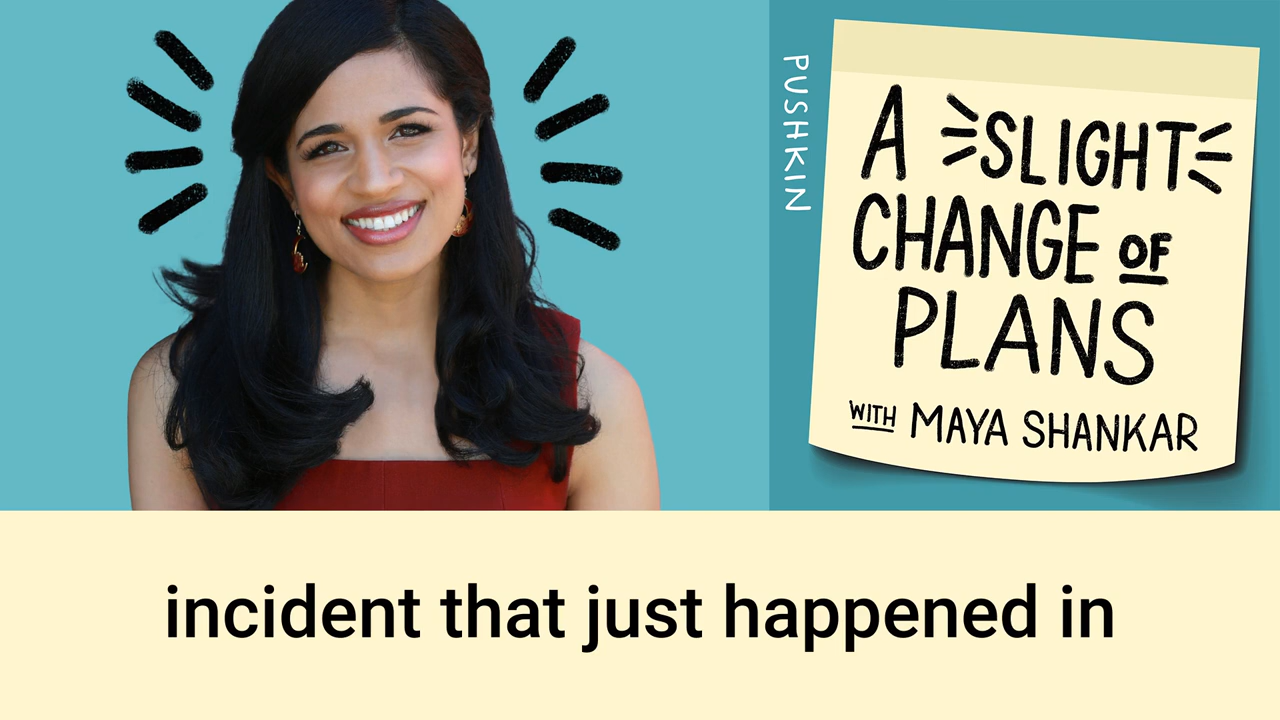 PUSHKIN
A SLIGHT
CHANGE OF
PLANS
WITH MAYA SHANKAR
incident that just happened in